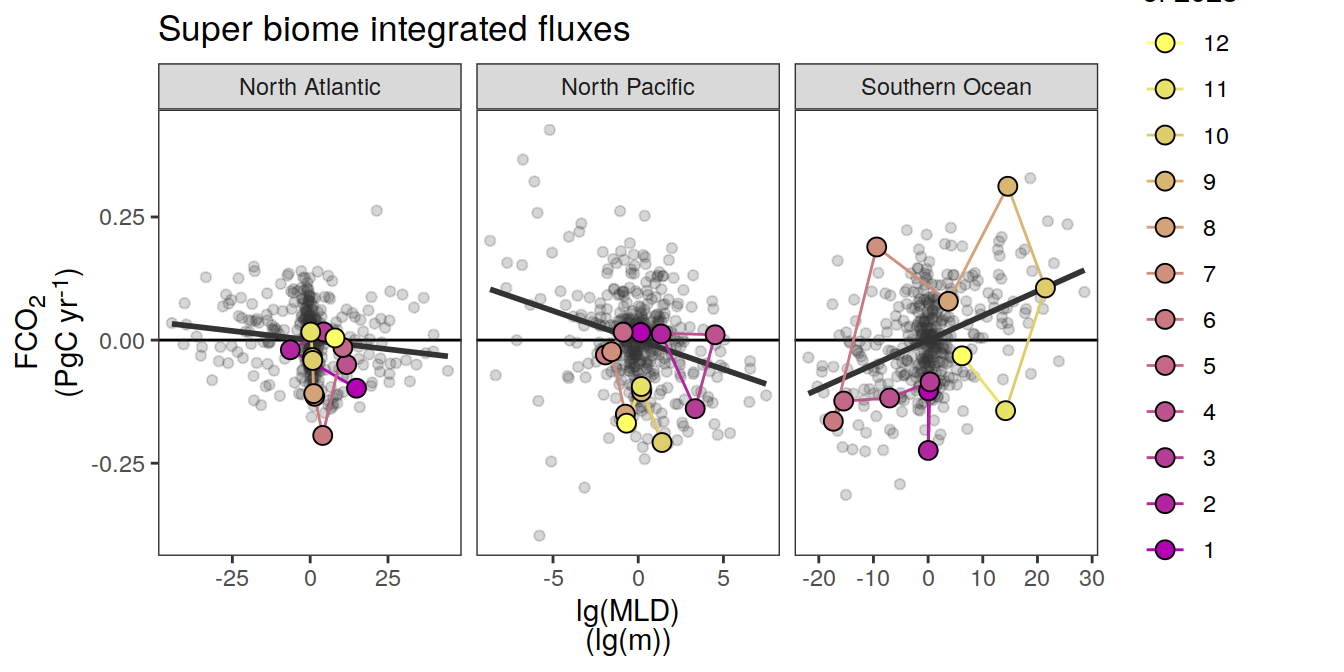 Super biome integrated fluxes
North Atlantic
North Pacific
Southern Ocean
FCO2
(PgC yr-1)
0.25
0.00
-0.25
-25 0 25
-5 0 5
-20 -10 0 10 20 30
lg(MLD)
(lg(m))
12
11
10
9
8
7
6
5
4
3
2
1